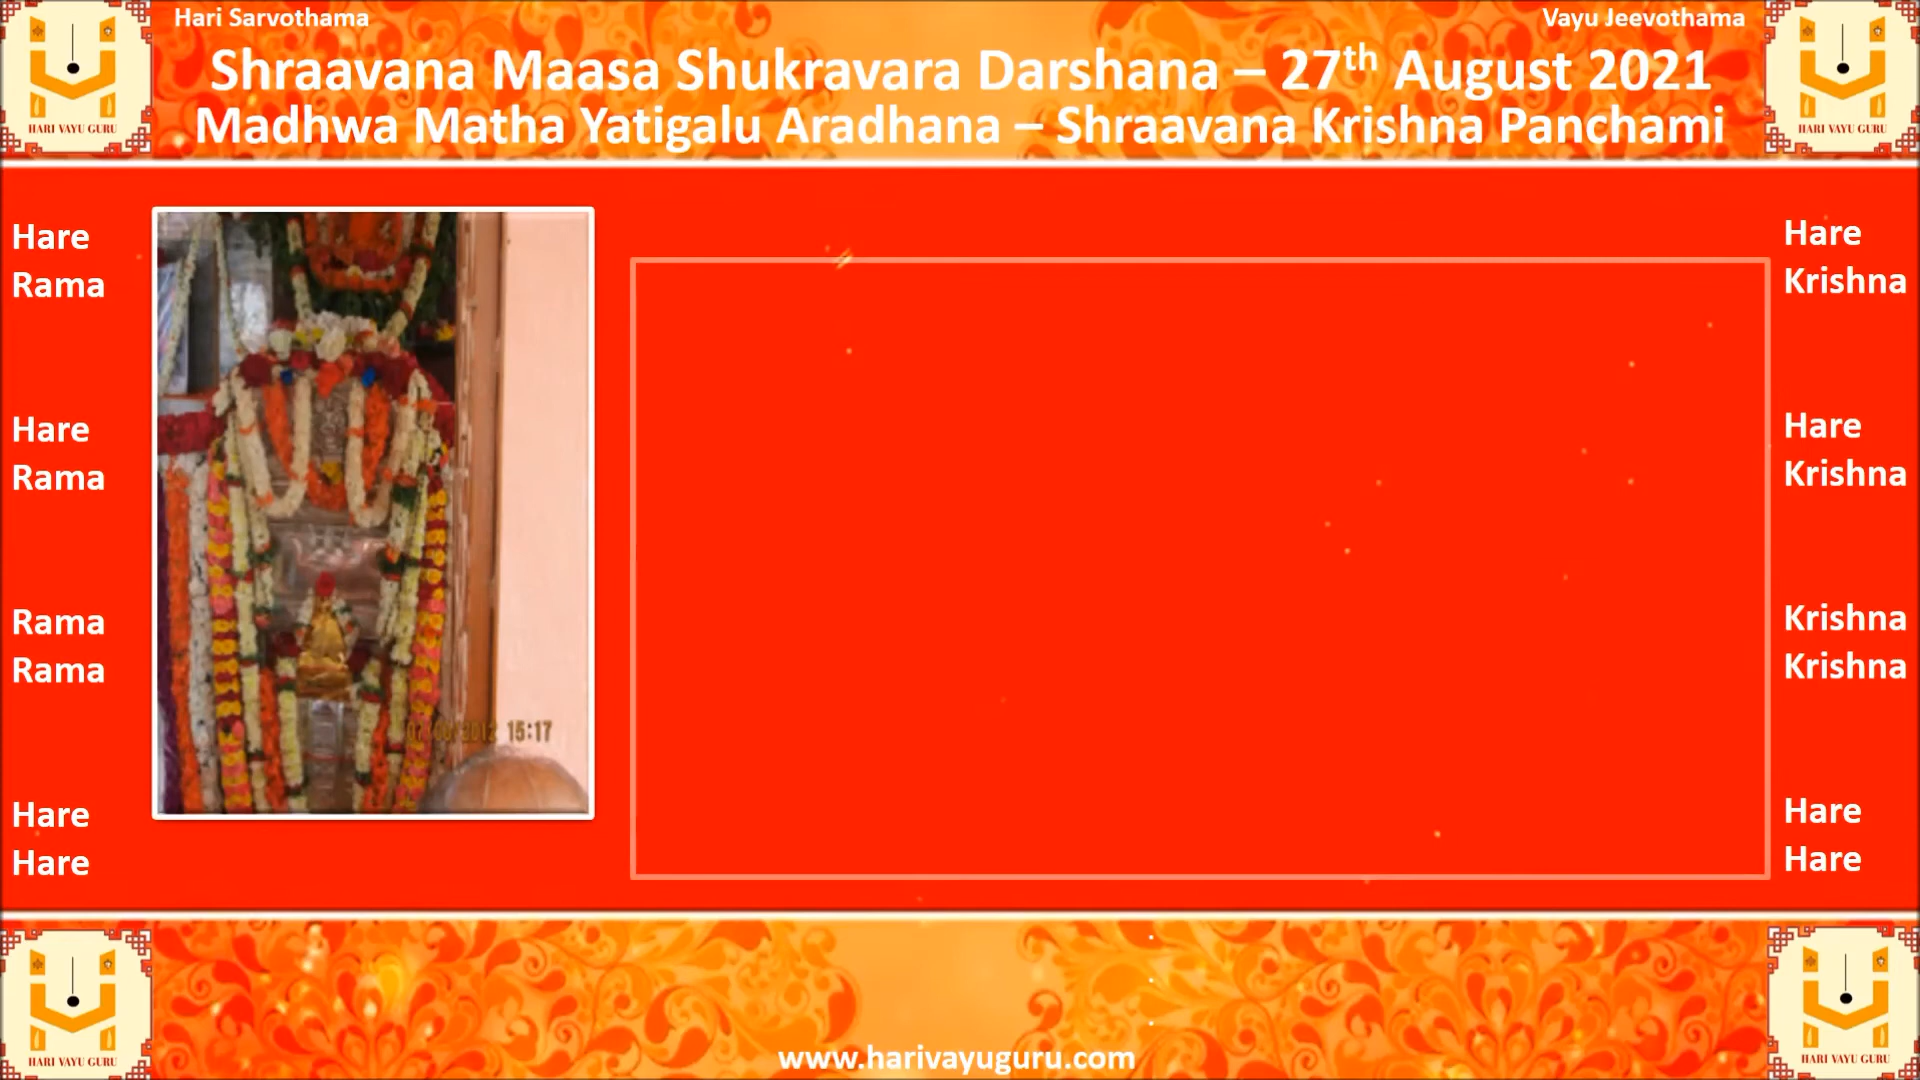 Hari Sarvothama
Vayu Jeevothama
Shraavana Maasa Shukravara Darshana – 27th August 2021
Madhwa Matha Yatigalu Aradhana – Shraavana Krishna Panchami
HARI VAYU GURU
HARI VAYU GURU
Hare
Rama
Hare
Rama
Rama
Rama
Hare
Hare
15:17
Hare
Krishna
Hare
Krishna
Krishna
Krishna
Hare
Hare
HARI VAYU GURU
www.harivayuguru.com
HARI VAYU GURU